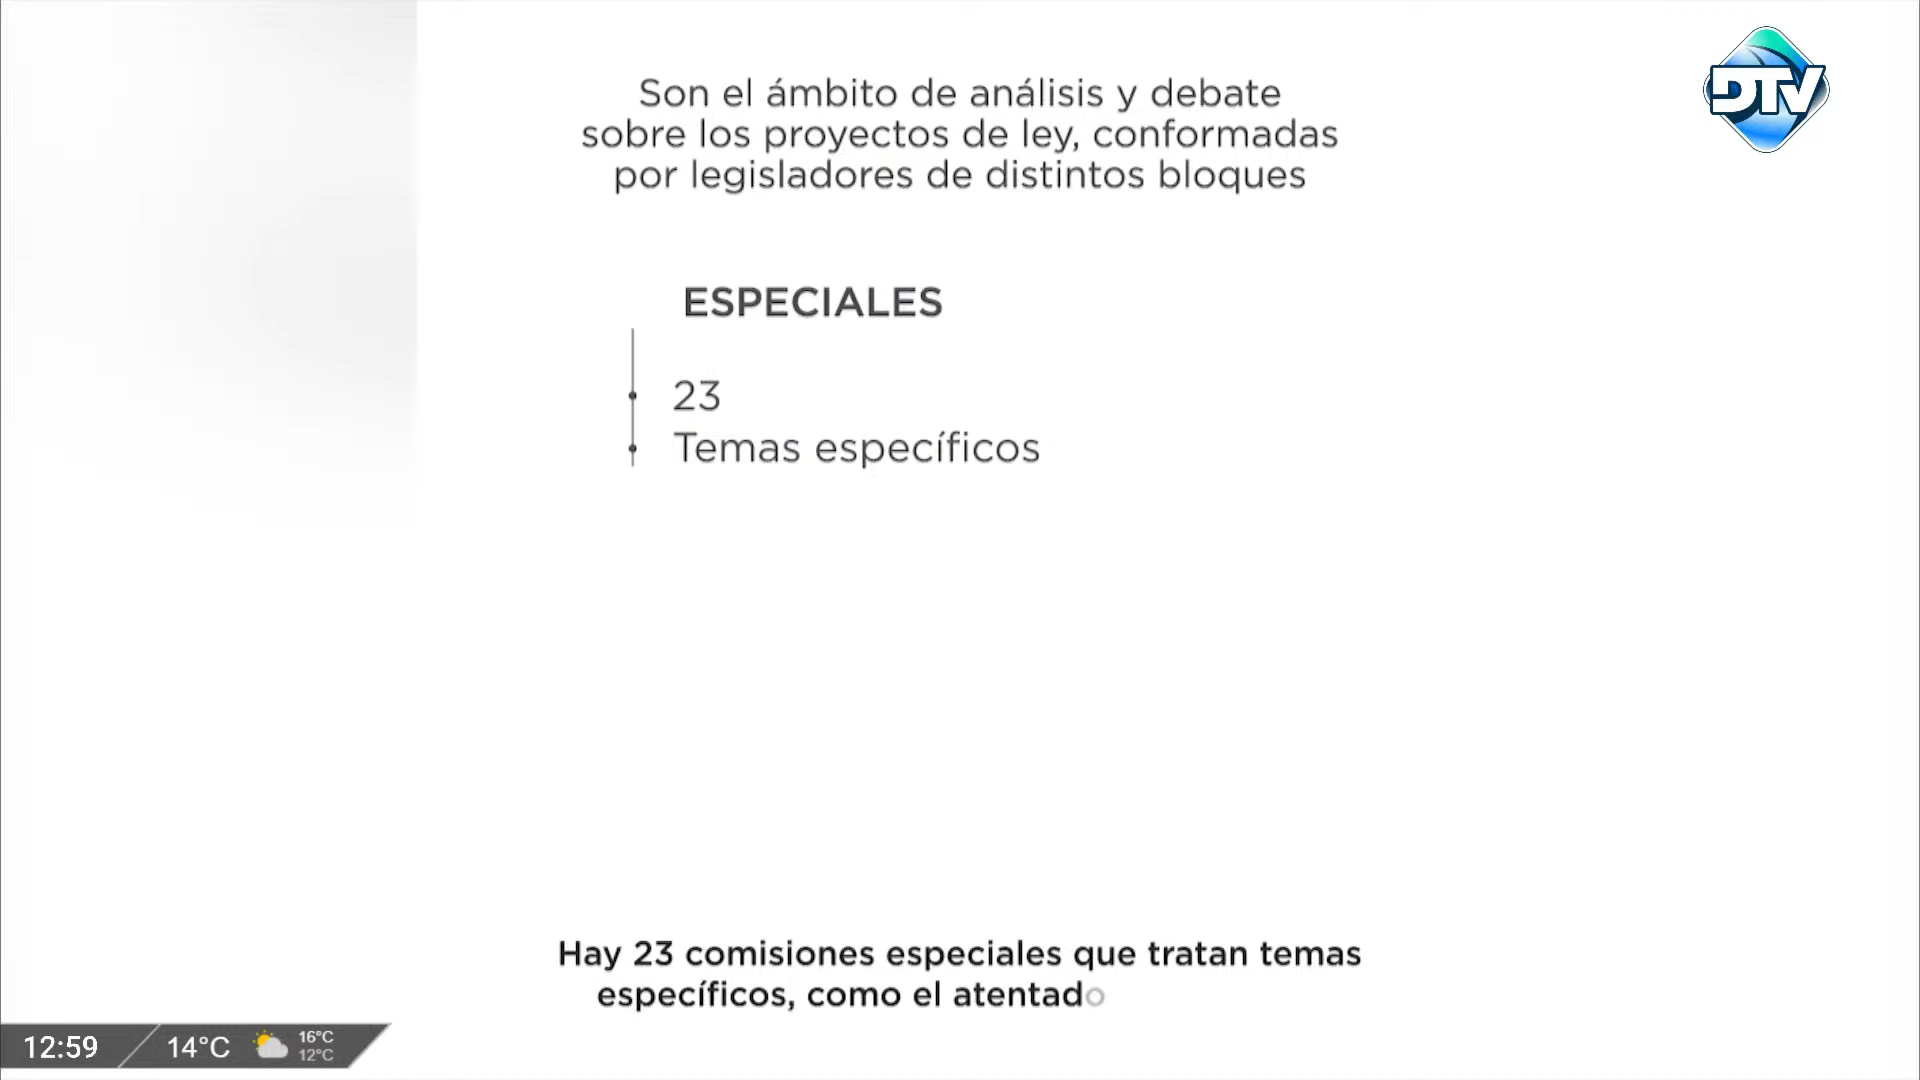 DTV
Son el ámbito de análisis y debate
sobre los proyectos de ley, conformadas
por legisladores de distintos bloques
ESPECIALES
23
Temas específicos
Hay 23 comisiones especiales que tratan temas
específicos, como el atentado
12:59
14°C
16°C
12°C